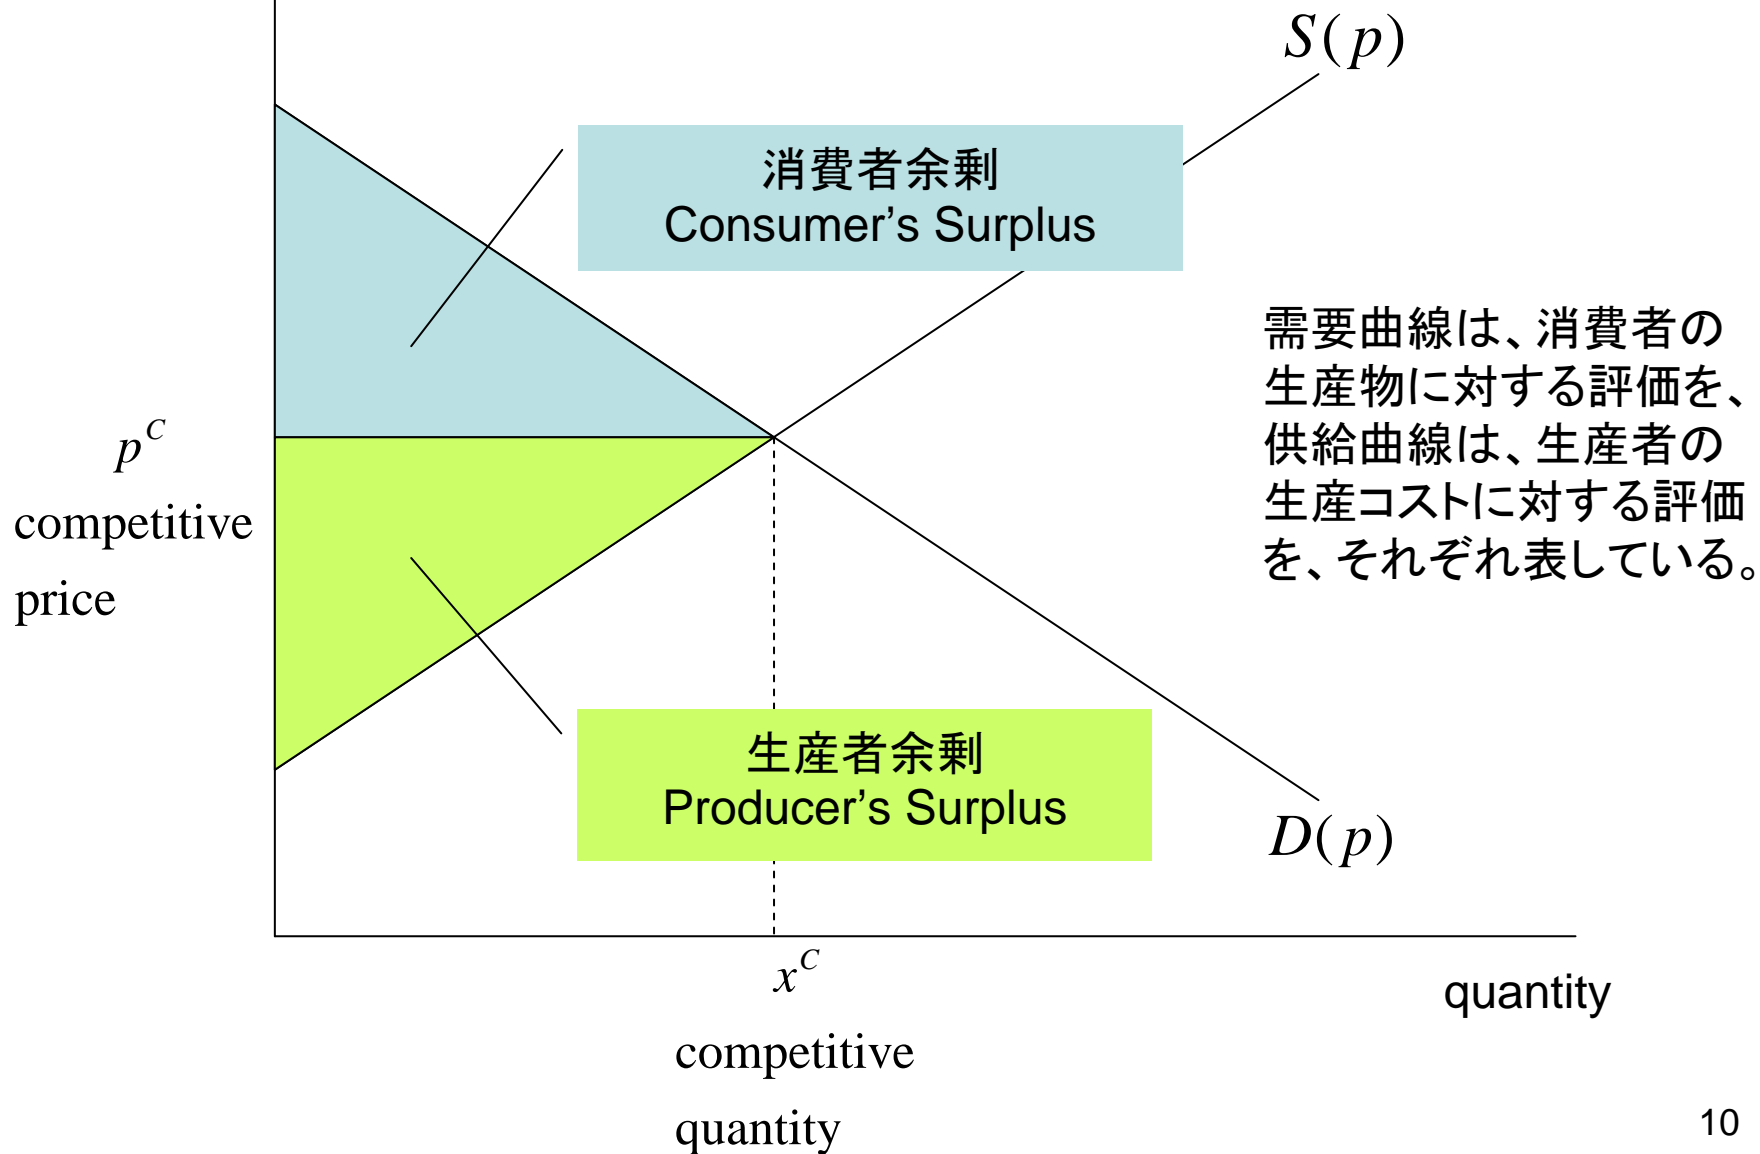 S(p)
消費者余剰
Consumer’s Surplus
需要曲線は、消費者の
生産物に対する評価を、
供給曲線は、生産者の
生産コストに対する評価
を、それぞれ表している。
p^C
competitive
price
生産者余剰
Producer’s Surplus
D(p)
x^C
competitive
quantity
quantity
10